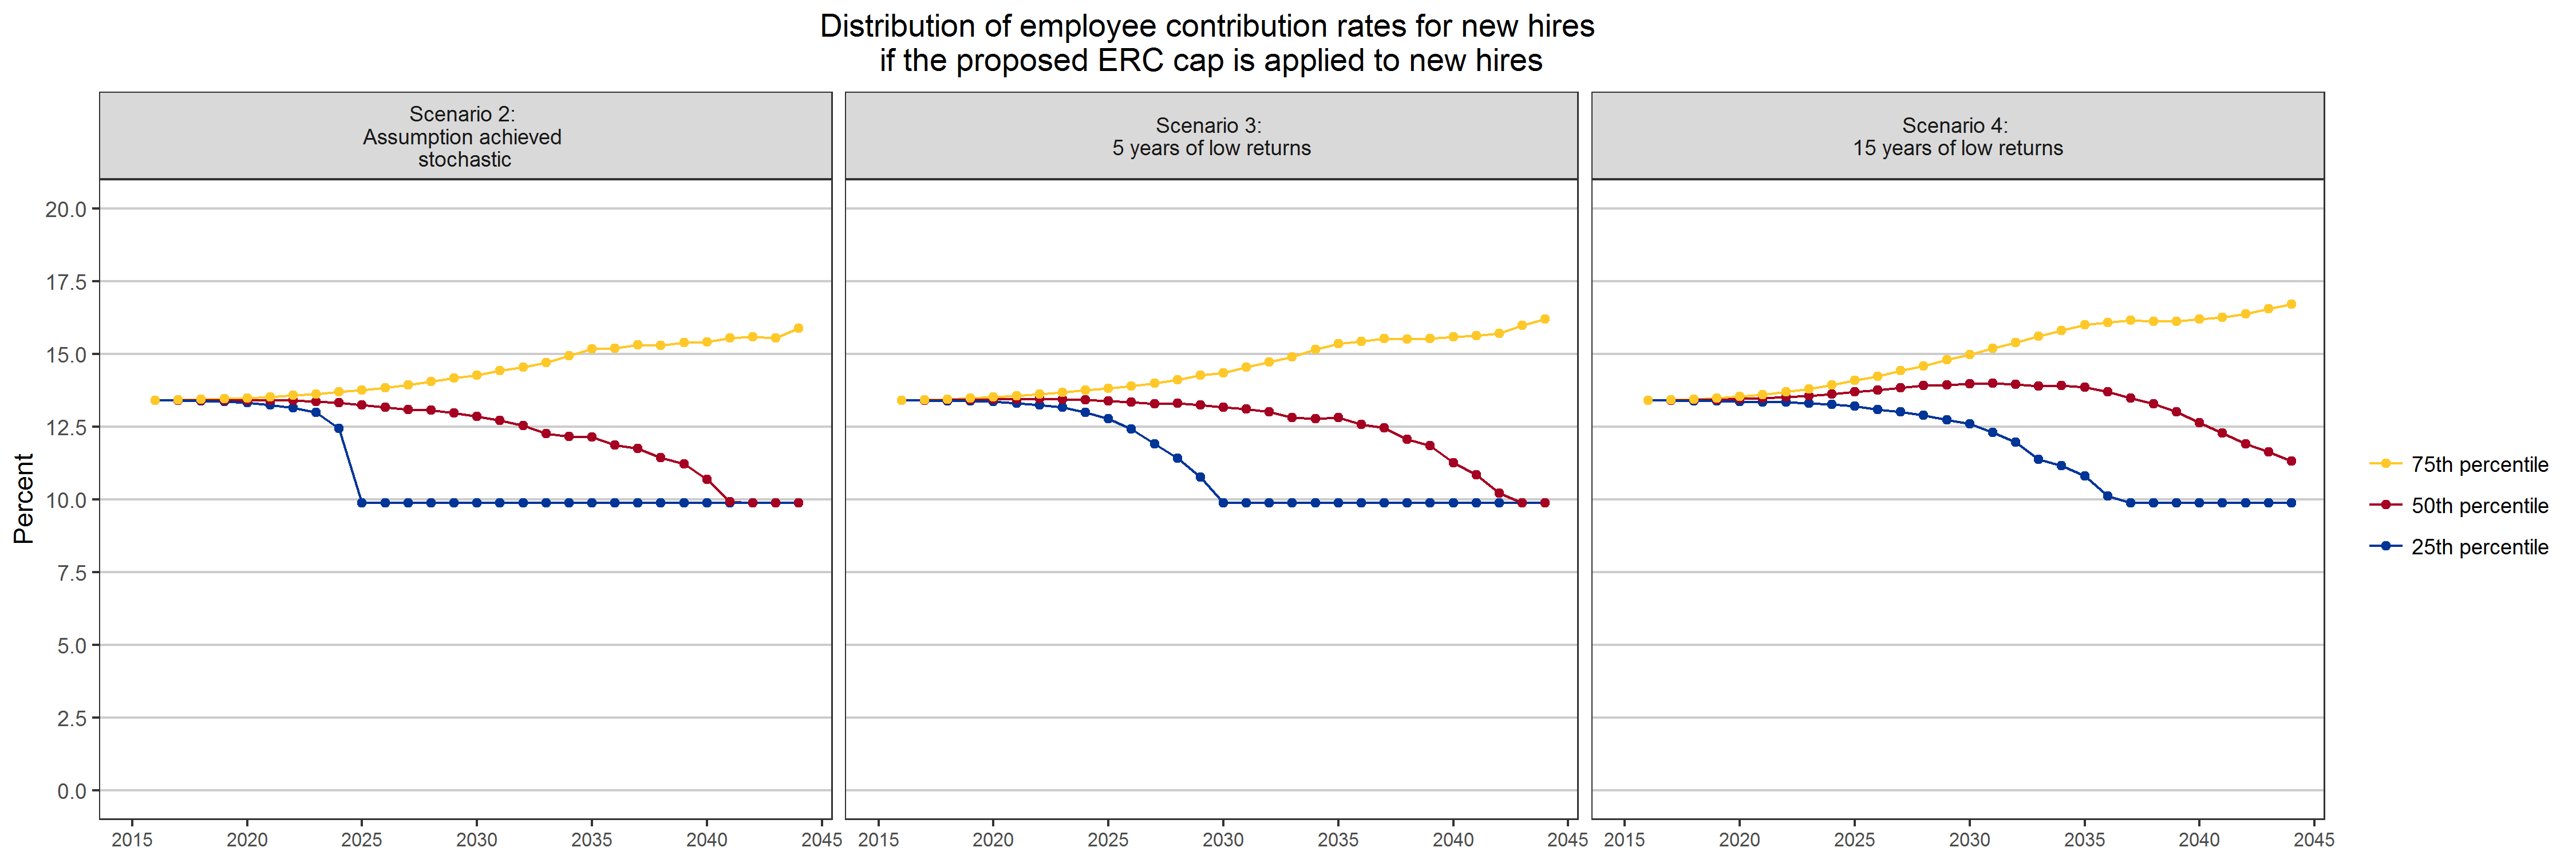 Distribution of employee contribution rates for new hires
if the proposed ERC cap is applied to new hires
Scenario 2:
Assumption achieved
stochastic
Scenario 3:
5 years of low returns
Scenario 4:
15 years of low returns
Percent
20.0
17.5
15.0
12.5
10.0
7.5
5.0
2.5
0.0
2015 2020 2025 2030 2035 2040 2045
2015 2020 2025 2030 2035 2040 2045
2015 2020 2025 2030 2035 2040 2045
75th percentile
50th percentile
25th percentile